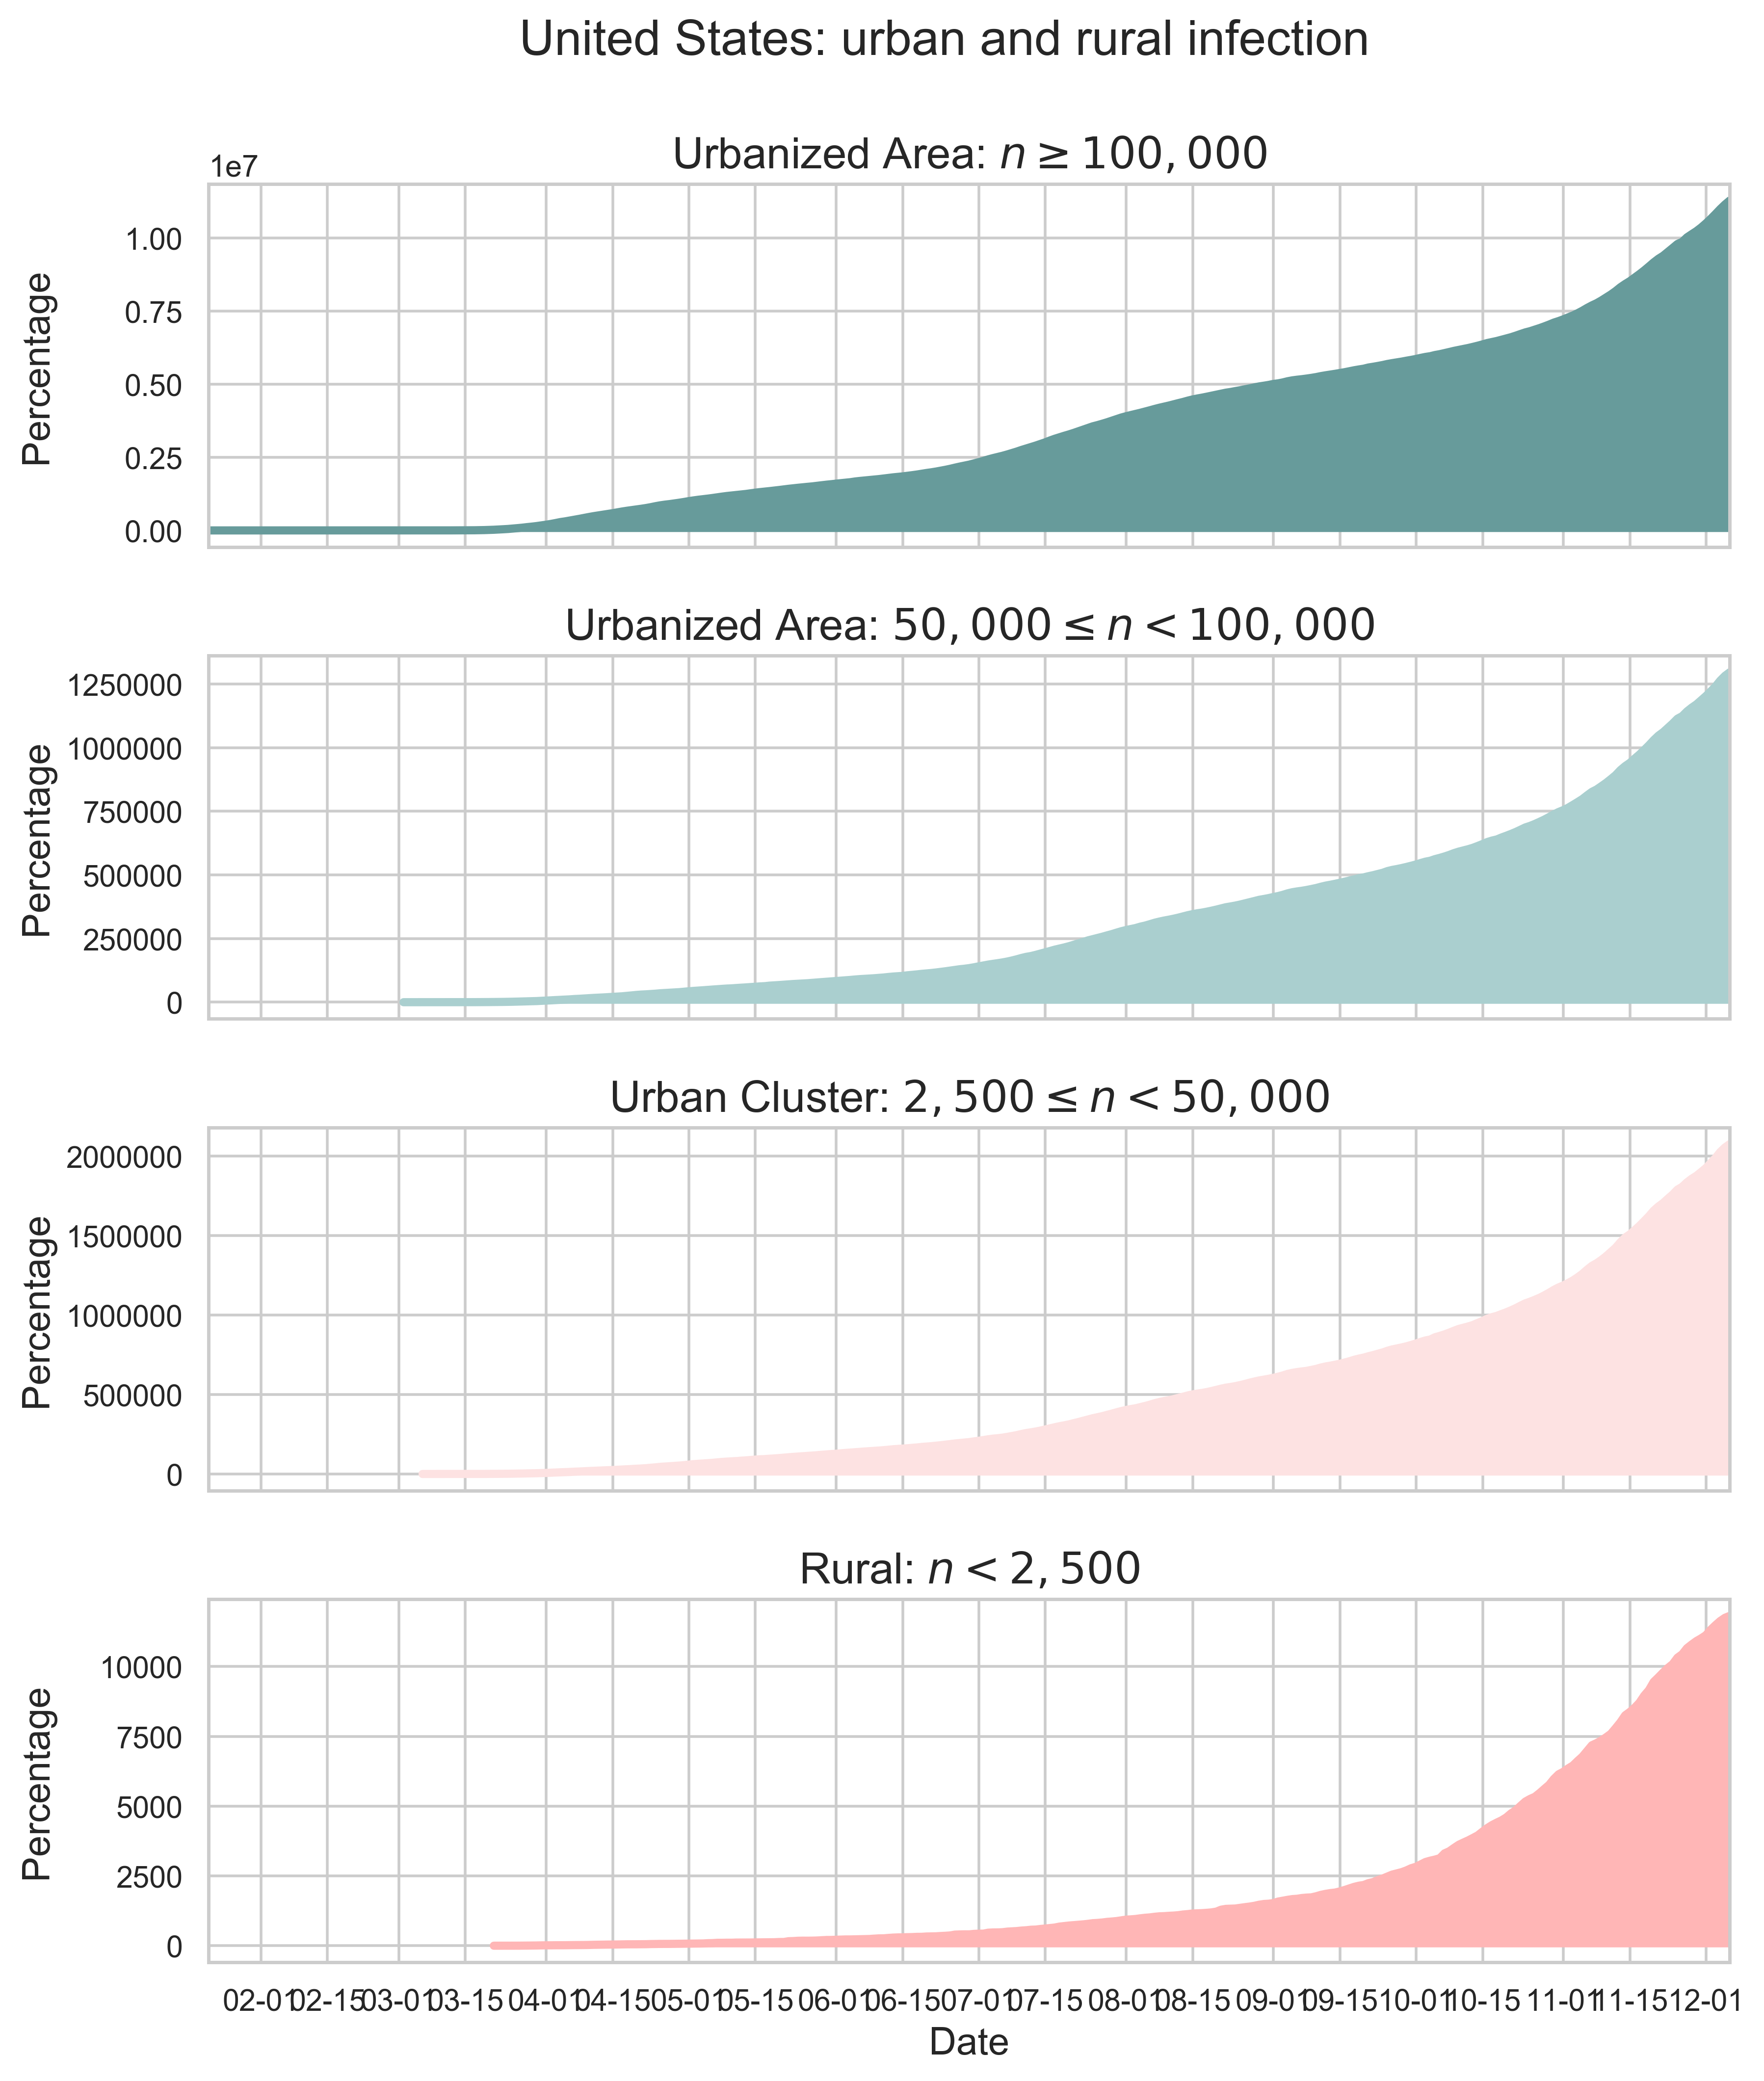 United States: urban and rural infection
Urbanized Area: n ≥ 100,000
1e7
1.00
0.75
0.50
0.25
0.00
Percentage
Urbanized Area: 50,000 ≤ n < 100,000
1250000
1000000
750000
500000
250000
0
Percentage
Urban Cluster: 2,500 ≤ n < 50,000
2000000
1500000
1000000
500000
0
Percentage
Rural: n < 2,500
10000
7500
5000
2500
0
Percentage
02-01 02-15 03-01 03-15 04-01 04-15 05-01 05-15 06-01 06-15 07-01 07-15 08-01 08-15 09-01 09-15 10-01 10-15 11-01 11-15 12-01
Date